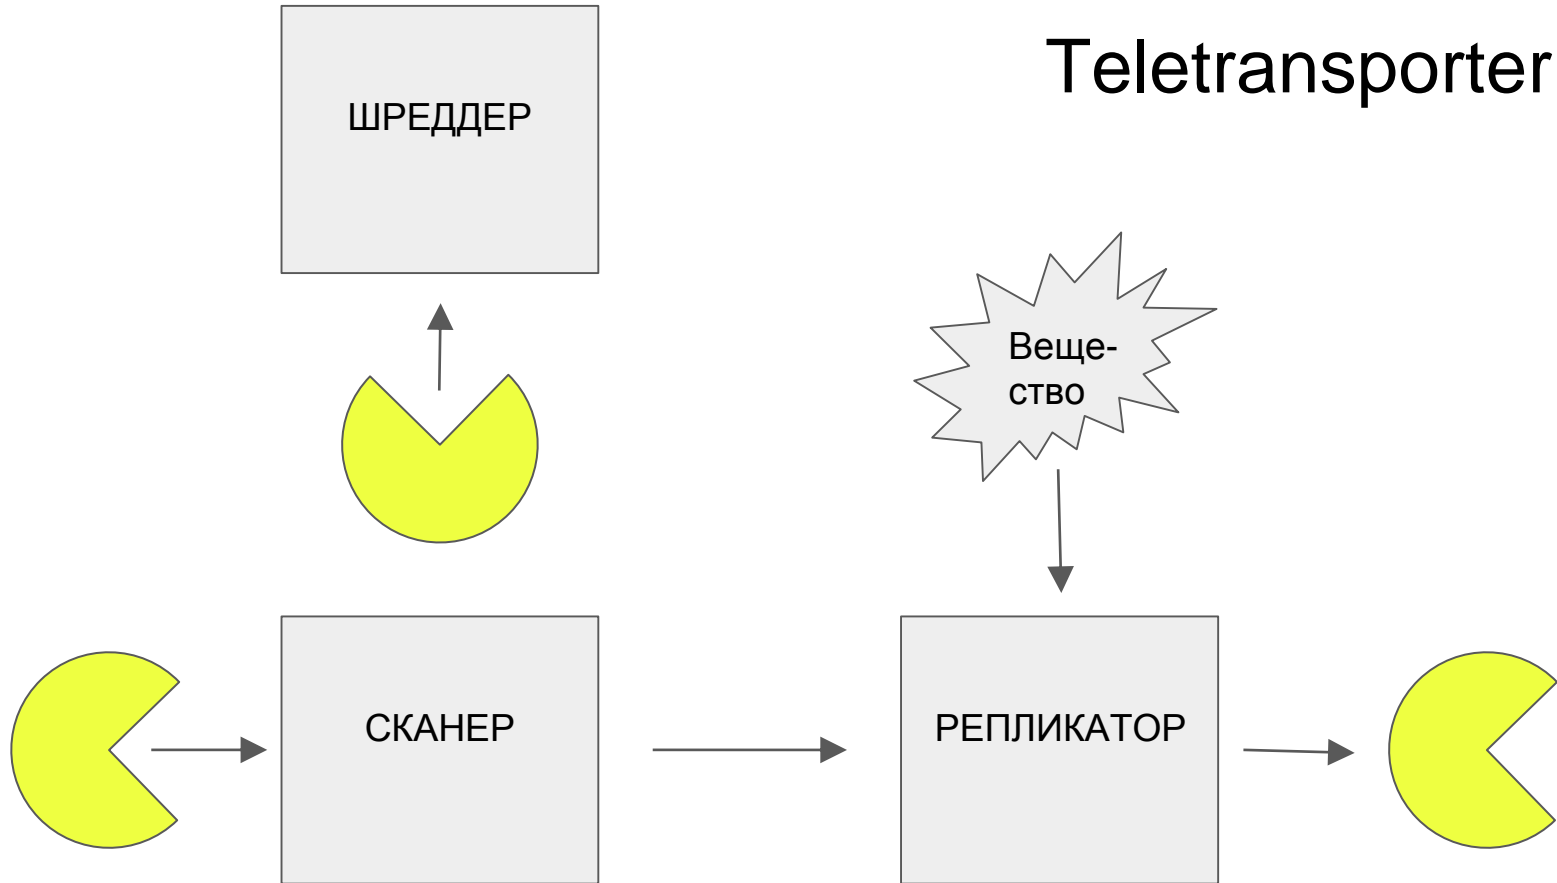 Teletransporter
ШРЕДДЕР
Веще-
ство
СКАНЕР
РЕПЛИКАТОР